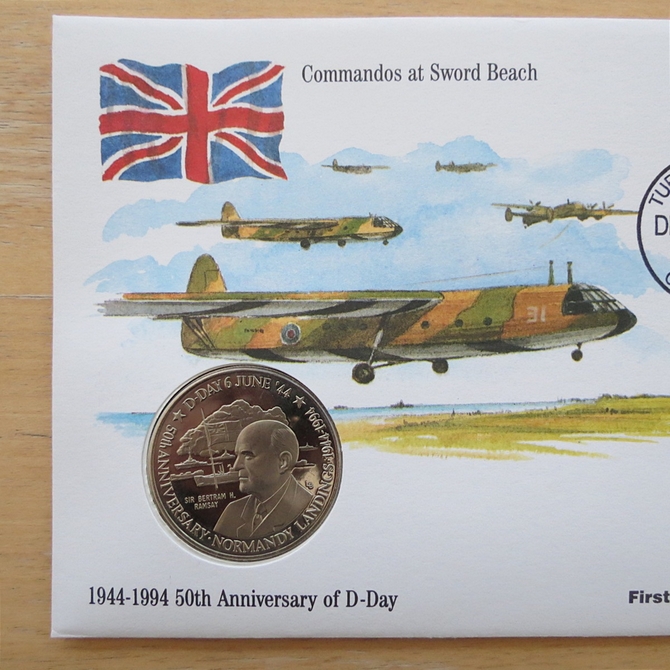 Commandos at Sword Beach
TUR
D
31
★ D-DAY 6 JUNE '44 ★
50TH ANNIVERSARY · NORMANDY LANDINGS 1944-1994
SIR BERTRAM H.
RAMSAY
1944-1994 50th Anniversary of D-Day
First